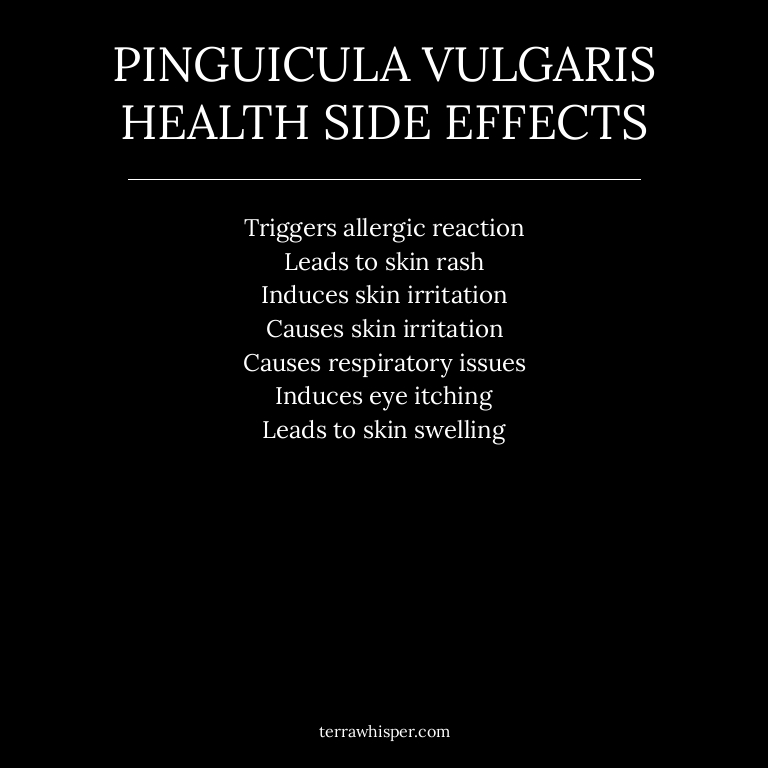 PINGUICULA VULGARIS
HEALTH SIDE EFFECTS
Triggers allergic reaction
Leads to skin rash
Induces skin irritation
Causes skin irritation
Causes respiratory issues
Induces eye itching
Leads to skin swelling
terrawhisper.com